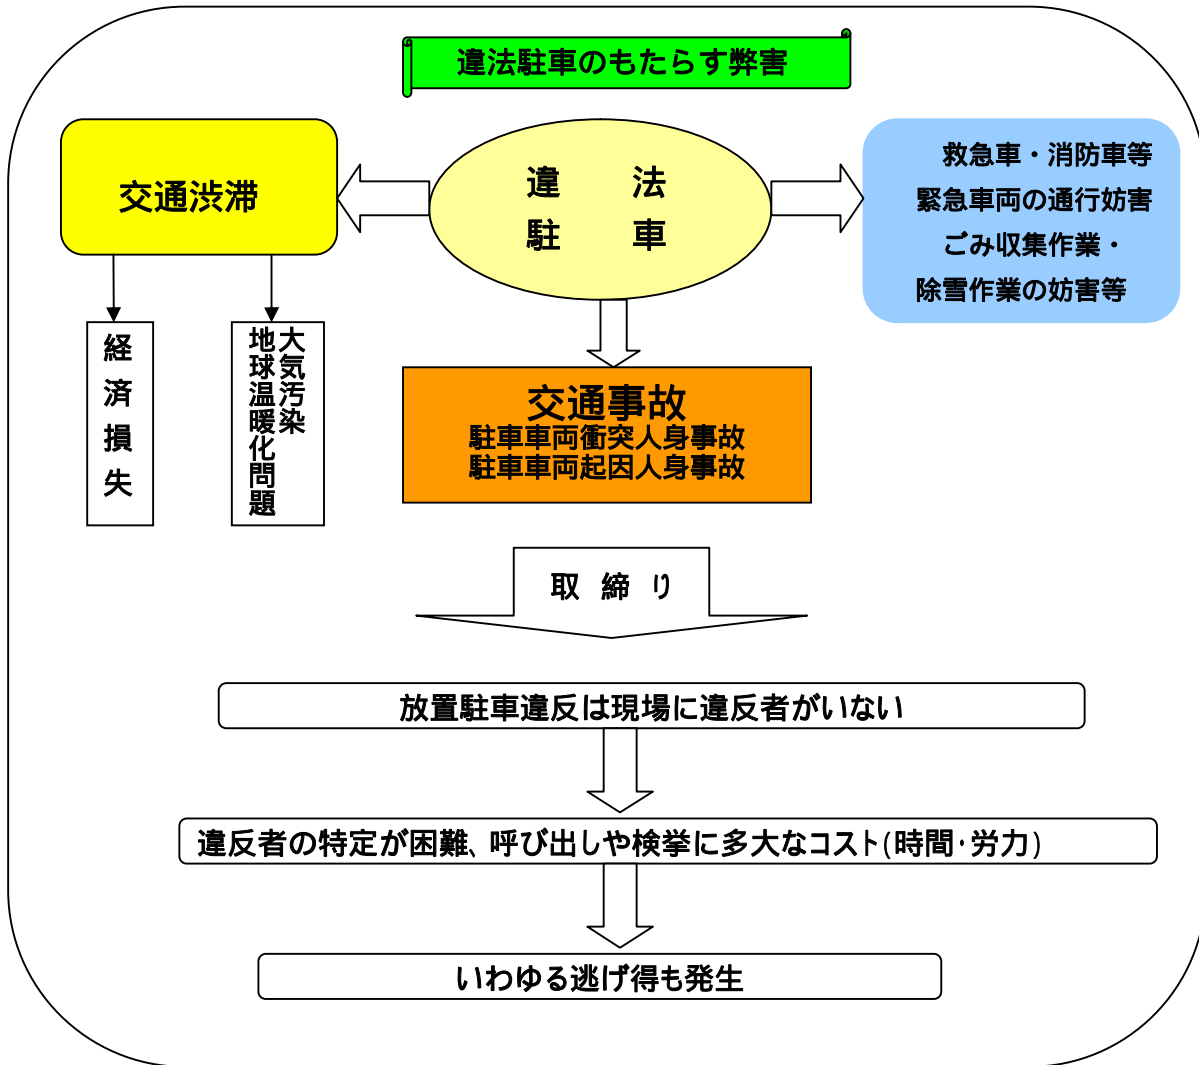 違法駐車のもたらす弊害
交通渋滞
違 法
駐 車
救急車・消防車等
緊急車両の通行妨害
ごみ収集作業・
除雪作業の妨害等
経済損失
大気汚染
地球温暖化問題
交通事故
駐車車両衝突人身事故
駐車車両起因人身事故
取 締 り
放置駐車違反は現場に違反者がいない
違反者の特定が困難、呼び出しや検挙に多大なコスト(時間・労力)
いわゆる逃げ得も発生